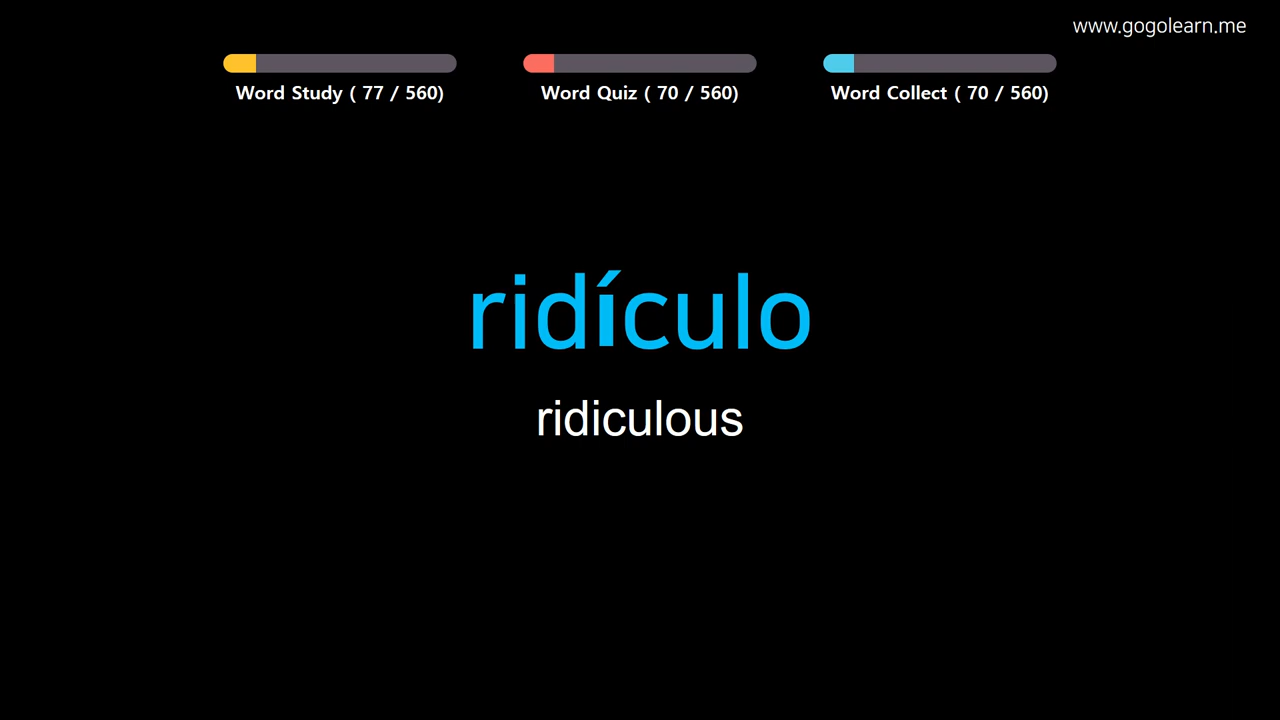 www.gogolearn.me
Word Study ( 77 / 560)
Word Quiz ( 70 / 560)
Word Collect ( 70 / 560)
ridículo
ridiculous